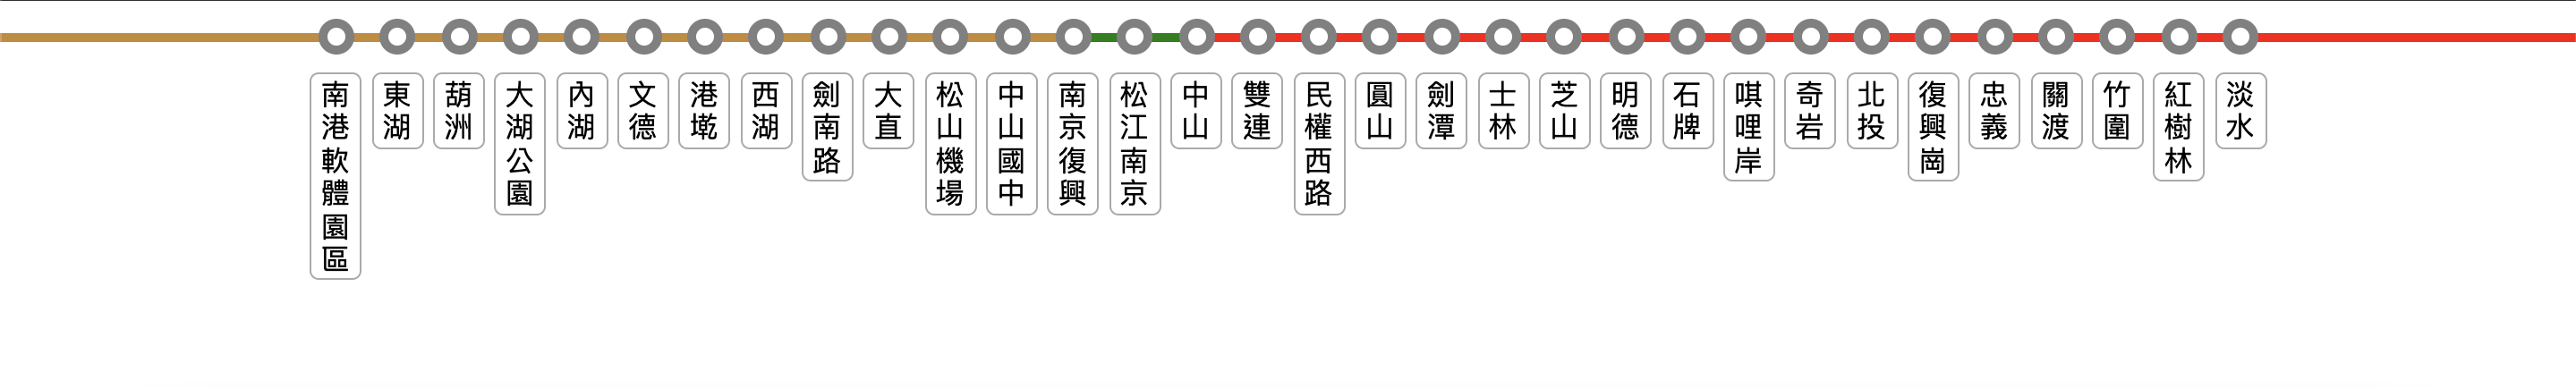 南港軟體園區
東湖
葫洲
大湖公園
內湖
文德
港墘
西湖
劍南路
大直
松山機場
中山國中
南京復興
松江南京
中山
雙連
民權西路
圓山
劍潭
士林
芝山
明德
石牌
唭哩岸
奇岩
北投
復興崗
忠義
關渡
竹圍
紅樹林
淡水